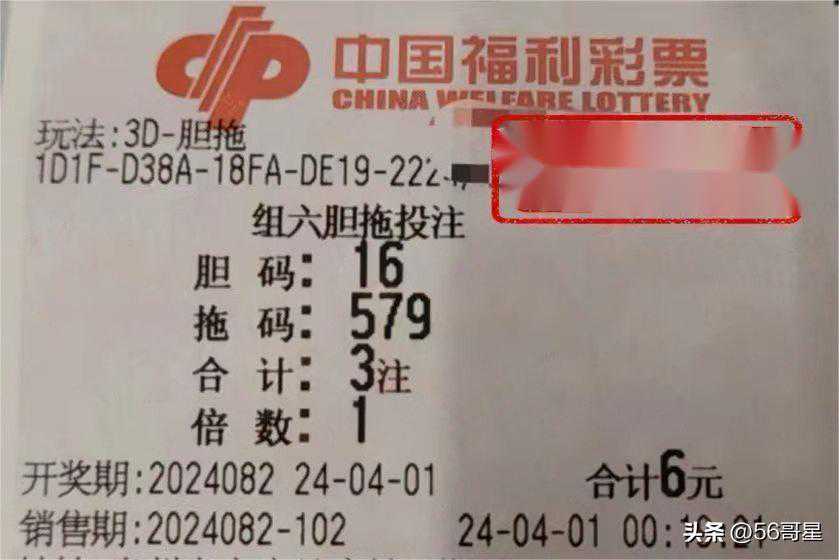 中国福利彩票
CHINA WELFARE LOTTERY
玩法:3D-胆拖
1D1F-D38A-18FA-DE19-222
组六胆拖投注
胆 码: 16
拖 码: 579
合 计: 3注
倍 数: 1
开奖期:2024082 24-04-01 合计6元
销售期:2024082-102 24-04-01 00:
头条 @56哥星